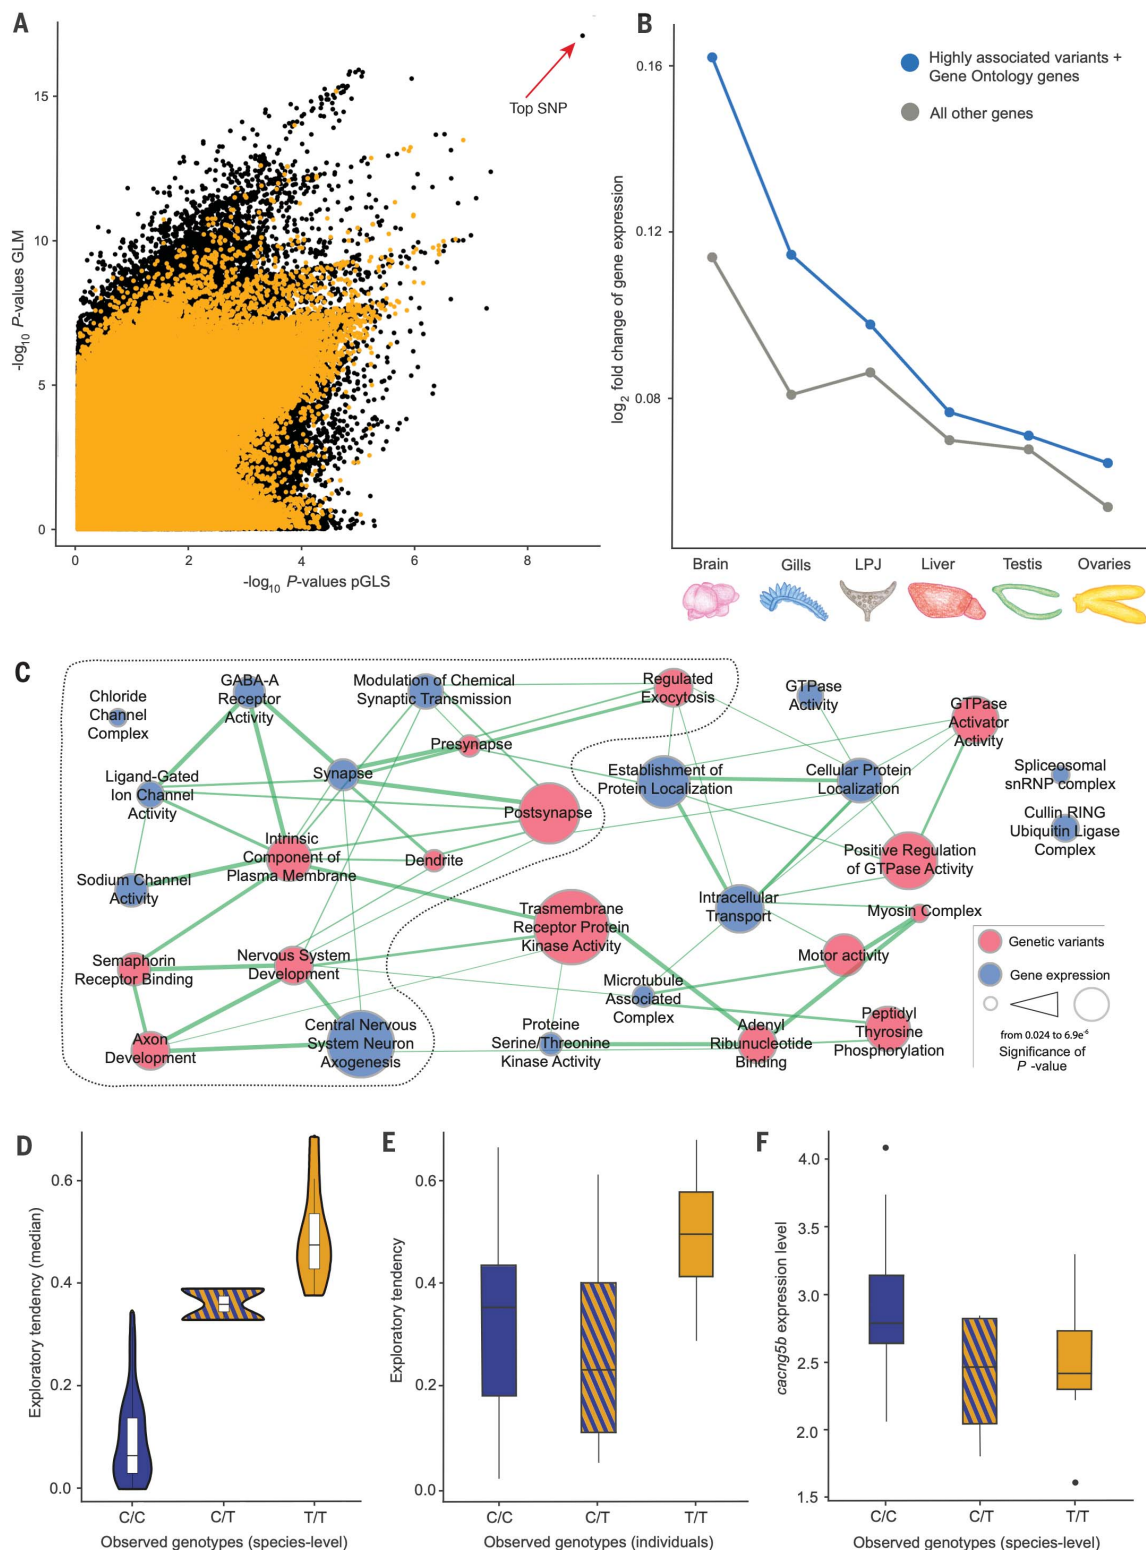 A
-log10 P-values GLM
15
10
5
0
0
2
4
6
8
-log10 P-values pGLS
Top SNP
B
log2 fold change of gene expression
0.16
0.12
0.08
Highly associated variants +
Gene Ontology genes
All other genes
Brain
Gills
LPJ
Liver
Testis
Ovaries
C
Chloride
Channel
Complex
GABA-A
Receptor
Activity
Modulation of Chemical
Synaptic Transmission
Regulated
Exocytosis
GTPase
Activity
GTPase
Activator
Activity
Presynapse
Ligand-Gated
Ion Channel
Activity
Synapse
Establishment of
Protein Localization
Cellular Protein
Localization
Spliceosomal
snRNP complex
Postsynapse
Cullin RING
Ubiquitin Ligase
Complex
Intrinsic
Component of
Plasma Membrane
Dendrite
Positive Regulation
of GTPase Activity
Sodium Channel
Activity
Trasmembrane
Receptor Protein
Kinase Activity
Intracellular
Transport
Myosin Complex
Semaphorin
Receptor Binding
Nervous System
Development
Motor activity
Microtubule
Associated
Complex
Axon
Development
Central Nervous
System Neuron
Axogenesis
Proteine
Serine/Threonine
Kinase Activity
Adenyl
Ribunucleotide
Binding
Peptidyl
Thyrosine
Phosphorylation
Genetic variants
Gene expression
from 0.024 to 6.9e-6
Significance of
P -value
D
Exploratory tendency (median)
0.6
0.4
0.2
0.0
C/C
C/T
T/T
Observed genotypes (species-level)
E
Exploratory tendency
0.6
0.4
0.2
0.0
C/C
C/T
T/T
Observed genotypes (individuals)
F
cacng5b expression level
4.0
3.5
3.0
2.5
2.0
1.5
C/C
C/T
T/T
Observed genotypes (species-level)